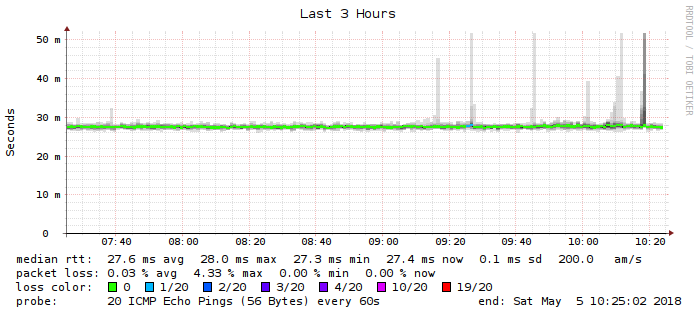 Last 3 Hours
RRDTOOL / TOBI OETIKER
Seconds
50 m
40 m
30 m
20 m
10 m
0
07:40 08:00 08:20 08:40 09:00 09:20 09:40 10:00 10:20
median rtt: 27.6 ms avg 28.0 ms max 27.3 ms min 27.4 ms now 0.1 ms sd 200.0 am/s
packet loss: 0.03 % avg 4.33 % max 0.00 % min 0.00 % now
loss color: 0 1/20 2/20 3/20 4/20 10/20 19/20
probe: 20 ICMP Echo Pings (56 Bytes) every 60s end: Sat May 5 10:25:02 2018